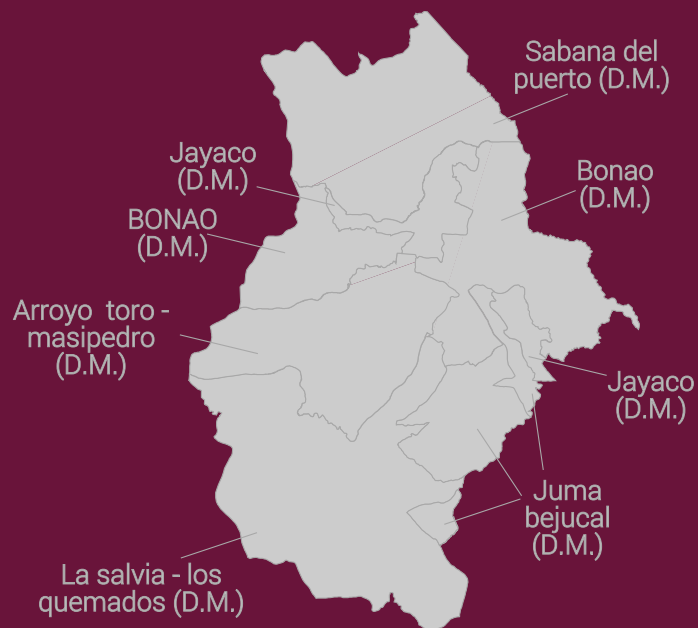 Sabana del
puerto (D.M.)
Jayaco
(D.M.)
Bonao
(D.M.)
BONAO
(D.M.)
Arroyo toro -
masipedro
(D.M.)
Jayaco
(D.M.)
Juma
bejucal
(D.M.)
La salvia - los
quemados (D.M.)